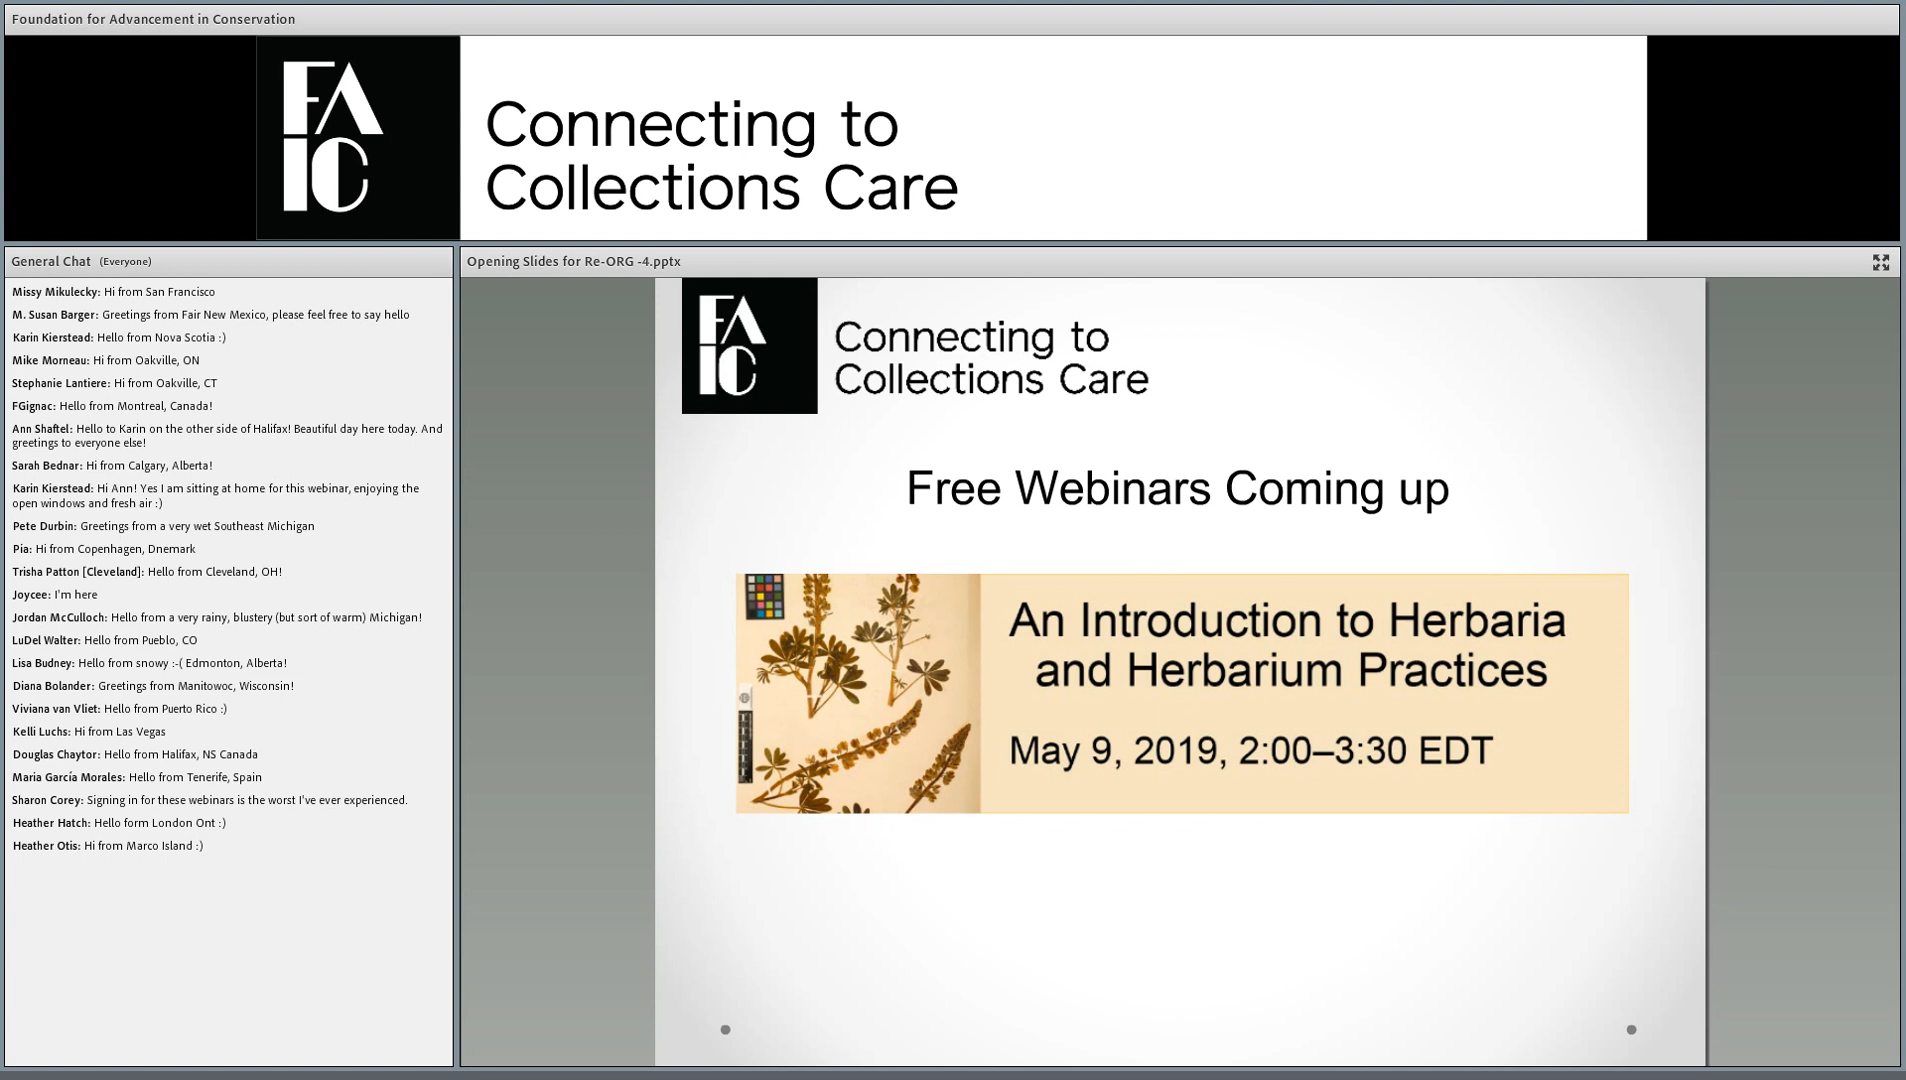 Foundation for Advancement in Conservation
FAIC
Connecting to
Collections Care
General Chat (Everyone)
Missy Mikulecky: Hi from San Francisco
M. Susan Barger: Greetings from Fair New Mexico, please feel free to say hello
Karin Kierstead: Hello from Nova Scotia :)
Mike Morneau: Hi from Oakville, ON
Stephanie Lantiere: Hi from Oakville, CT
FGignac: Hello from Montreal, Canada!
Ann Shaftel: Hello to Karin on the other side of Halifax! Beautiful day here today. And
greetings to everyone else!
Sarah Bednar: Hi from Calgary, Alberta!
Karin Kierstead: Hi Ann! Yes I am sitting at home for this webinar, enjoying the
open windows and fresh air :)
Pete Durbin: Greetings from a very wet Southeast Michigan
Pia: Hi from Copenhagen, Dnemark
Trisha Patton [Cleveland]: Hello from Cleveland, OH!
Joycee: I'm here
Jordan McCulloch: Hello from a very rainy, blustery (but sort of warm) Michigan!
LuDel Walter: Hello from Pueblo, CO
Lisa Budney: Hello from snowy :-( Edmonton, Alberta!
Diana Bolander: Greetings from Manitowoc, Wisconsin!
Viviana van Vliet: Hello from Puerto Rico :)
Kelli Luchs: Hi from Las Vegas
Douglas Chaytor: Hello from Halifax, NS Canada
Maria García Morales: Hello from Tenerife, Spain
Sharon Corey: Signing in for these webinars is the worst I've ever experienced.
Heather Hatch: Hello form London Ont :)
Heather Otis: Hi from Marco Island :)
Opening Slides for Re-ORG -4.pptx
FAIC
Connecting to
Collections Care
Free Webinars Coming up
An Introduction to Herbaria
and Herbarium Practices
May 9, 2019, 2:00–3:30 EDT